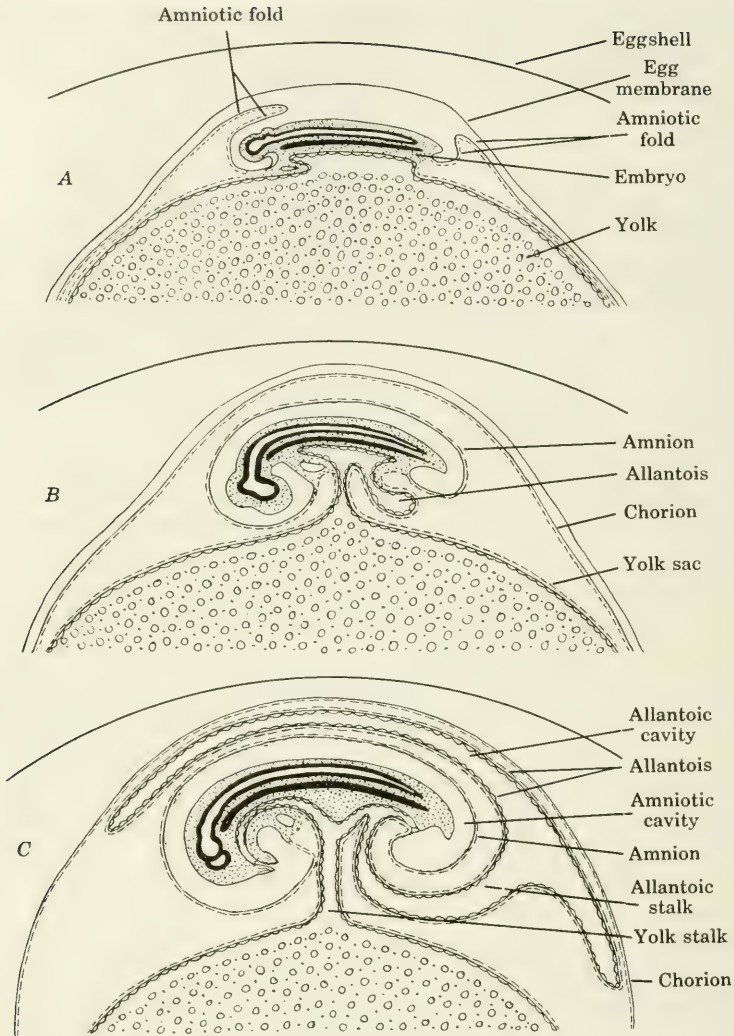 Amniotic fold
Eggshell
Egg
membrane
Amniotic
fold
Embryo
Yolk
A
Amnion
Allantois
Chorion
Yolk sac
B
Allantoic
cavity
Allantois
Amniotic
cavity
Amnion
Allantoic
stalk
Yolk stalk
Chorion
C